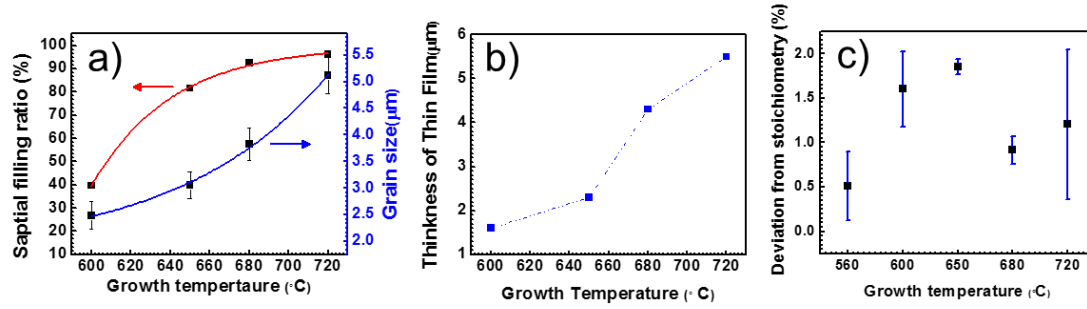 a)
Saptial filling ratio (%)
100
90
80
70
60
50
40
30
20
10
600 620 640 660 680 700 720
Growth tempertaure (°C)
5.5
5.0
4.5
4.0
3.5
3.0
2.5
2.0
Grain size(μm)
b)
Thinkness of Thin Film(μm)
6
5
4
3
2
1
600 620 640 660 680 700 720
Growth Temperature (°C)
c)
Deviation from stoichiometry (%)
2.0
1.5
1.0
0.5
0.0
560 600 650 680 720
Growth temperature (°C)